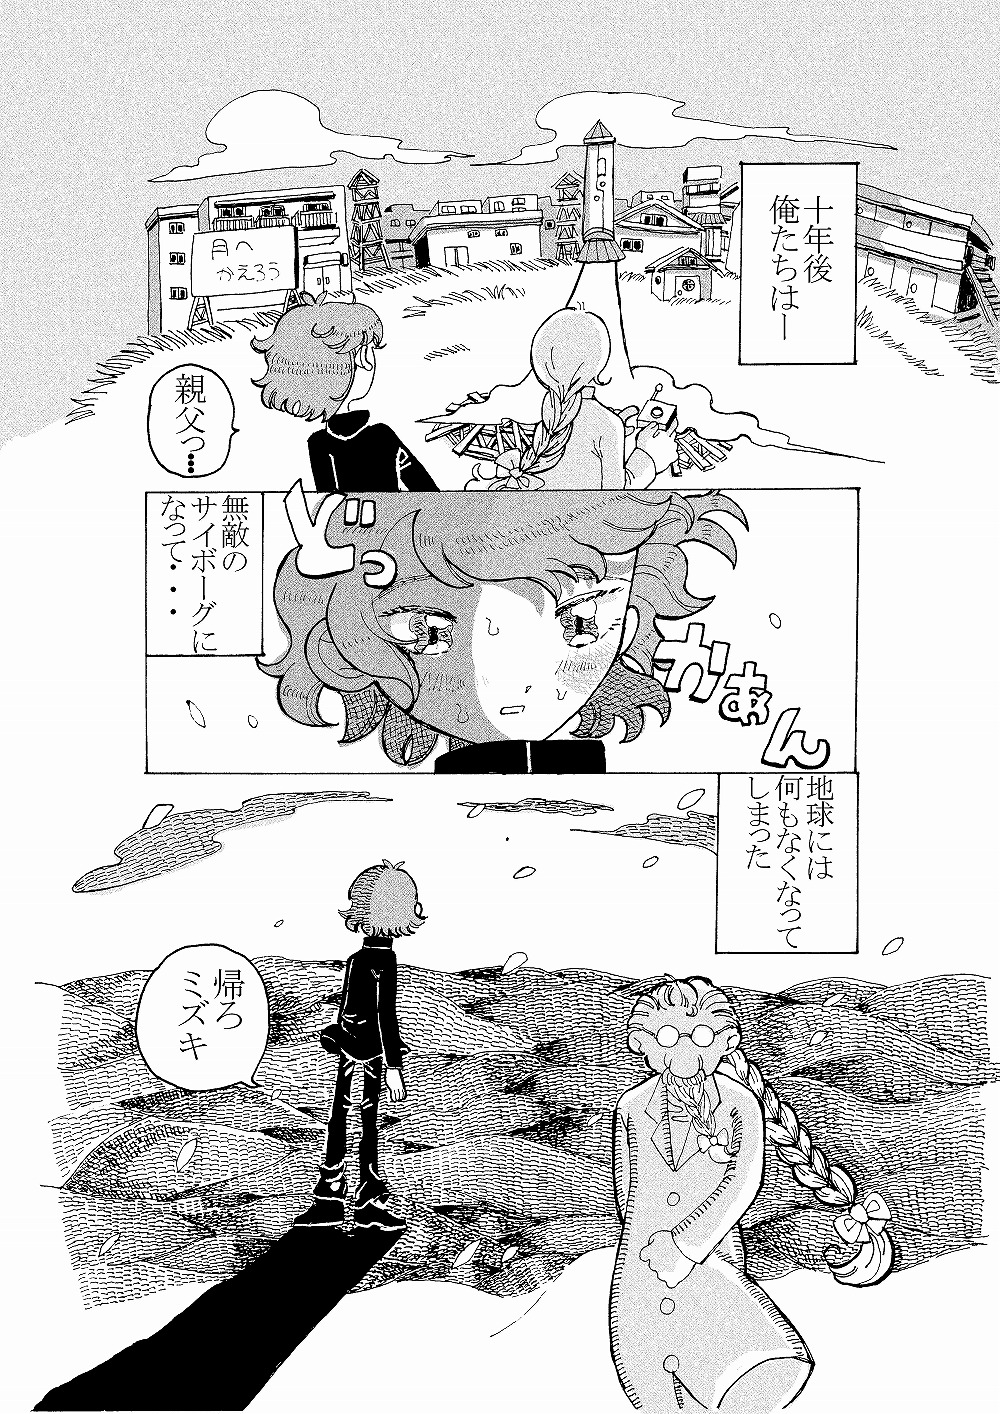 十年後
俺たちは—
月へ
かえろう
親父っ…
どどっ
無敵の
サイボーグに
なって・・・
かぁん
地球には
何もなくなって
しまった
帰ろ
ミズキ